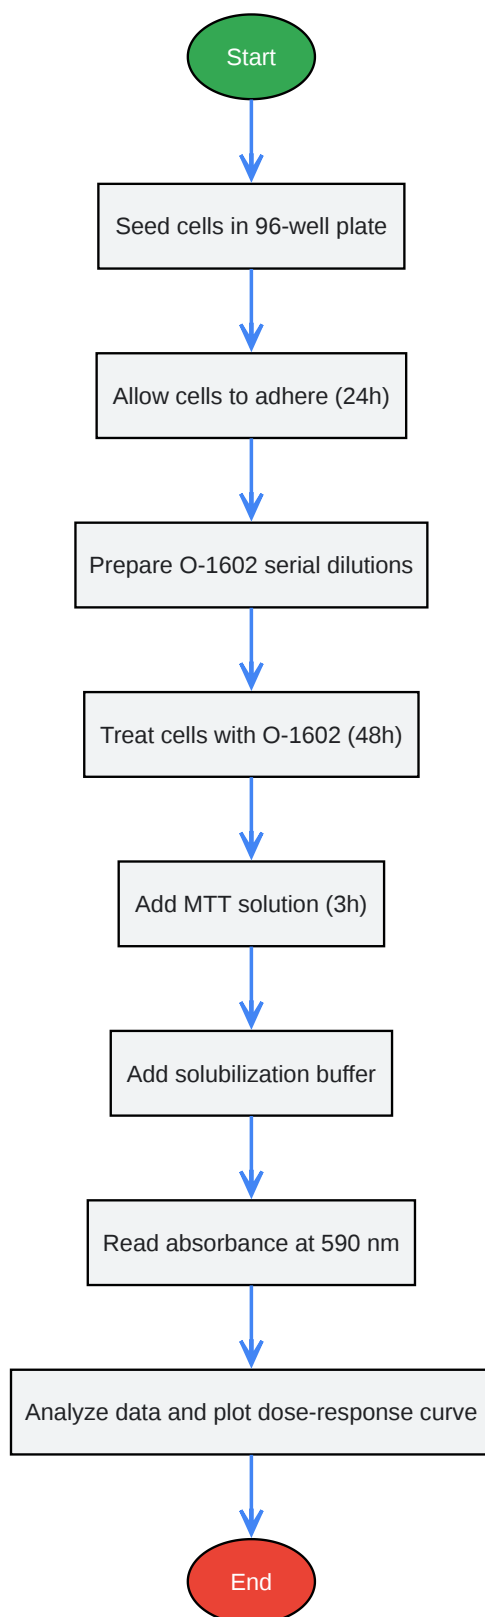 Start
Seed cells in 96-well plate
Allow cells to adhere (24h)
Prepare O-1602 serial dilutions
Treat cells with O-1602 (48h)
Add MTT solution (3h)
Add solubilization buffer
Read absorbance at 590 nm
Analyze data and plot dose-response curve
End